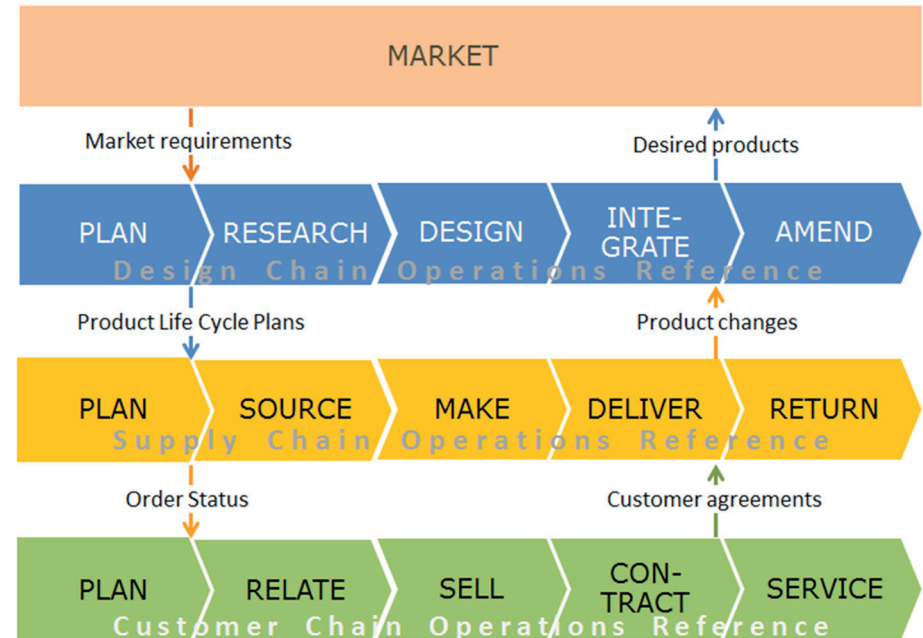 MARKET
Market requirements
Desired products
PLAN
RESEARCH
DESIGN
INTE-
GRATE
AMEND
Design Chain Operations Reference
Product Life Cycle Plans
Product changes
PLAN
SOURCE
MAKE
DELIVER
RETURN
Supply Chain Operations Reference
Order Status
Customer agreements
PLAN
RELATE
SELL
CON-
TRACT
SERVICE
Customer Chain Operations Reference